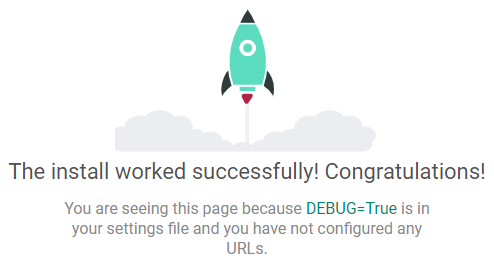 The install worked successfully! Congratulations!
You are seeing this page because DEBUG=True is in
your settings file and you have not configured any
URLs.